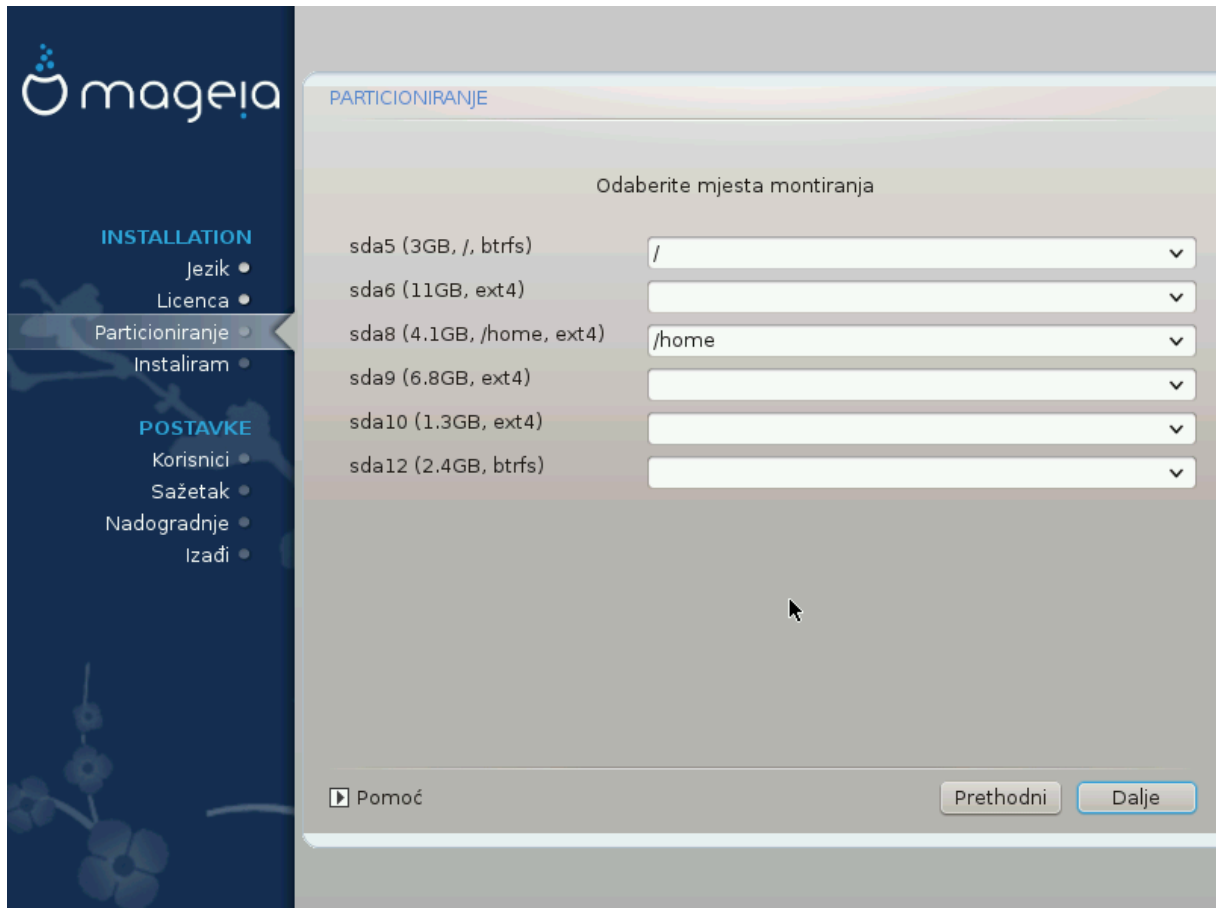 mageia
INSTALLATION
Jezik
Licenca
Particioniranje
Instaliram
POSTAVKE
Korisnici
Sažetak
Nadogradnje
Izađi
PARTICIONIRANJE
Odaberite mjesta montiranja
sda5 (3GB, /, btrfs) /
sda6 (11GB, ext4)
sda8 (4.1GB, /home, ext4) /home
sda9 (6.8GB, ext4)
sda10 (1.3GB, ext4)
sda12 (2.4GB, btrfs)
Pomoć Prethodni Dalje